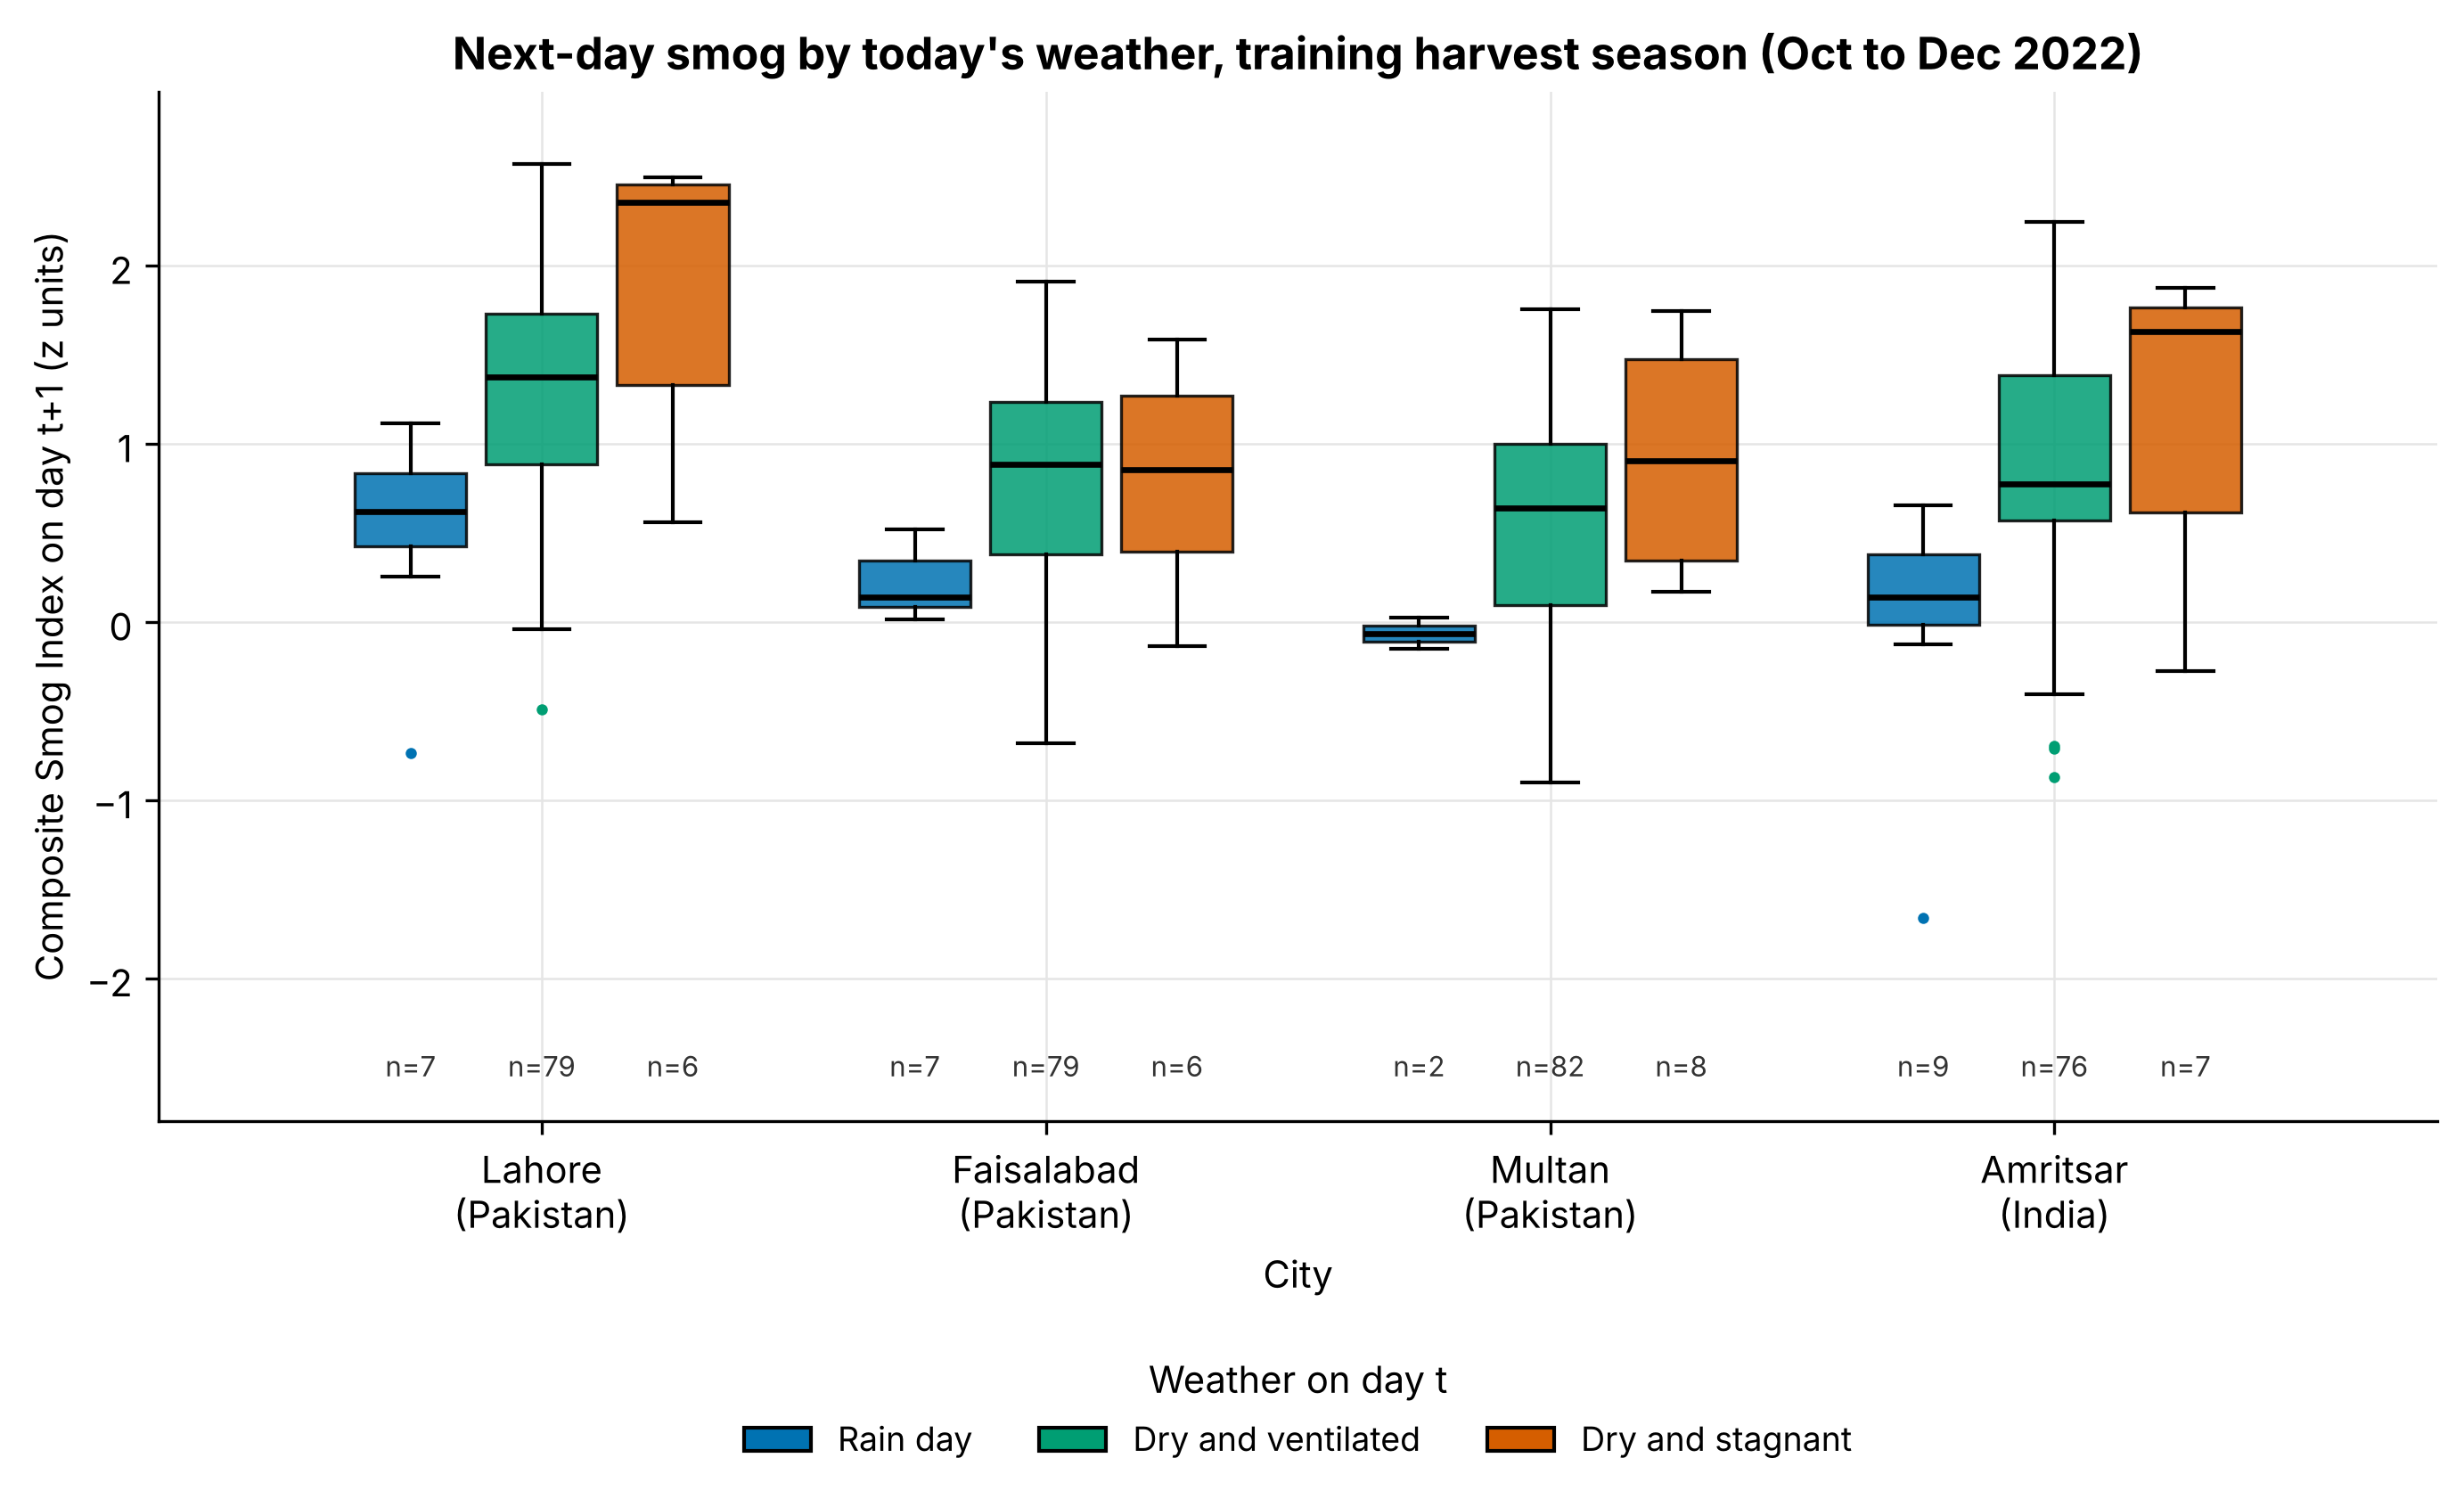 Next-day smog by today's weather, training harvest season (Oct to Dec 2022)
Composite Smog Index on day t+1 (z units)
2
1
0
−1
−2
n=7 n=79 n=6 n=7 n=79 n=6 n=2 n=82 n=8 n=9 n=76 n=7
Lahore Faisalabad Multan Amritsar
(Pakistan) (Pakistan) (Pakistan) (India)
City
Weather on day t
Rain day Dry and ventilated Dry and stagnant